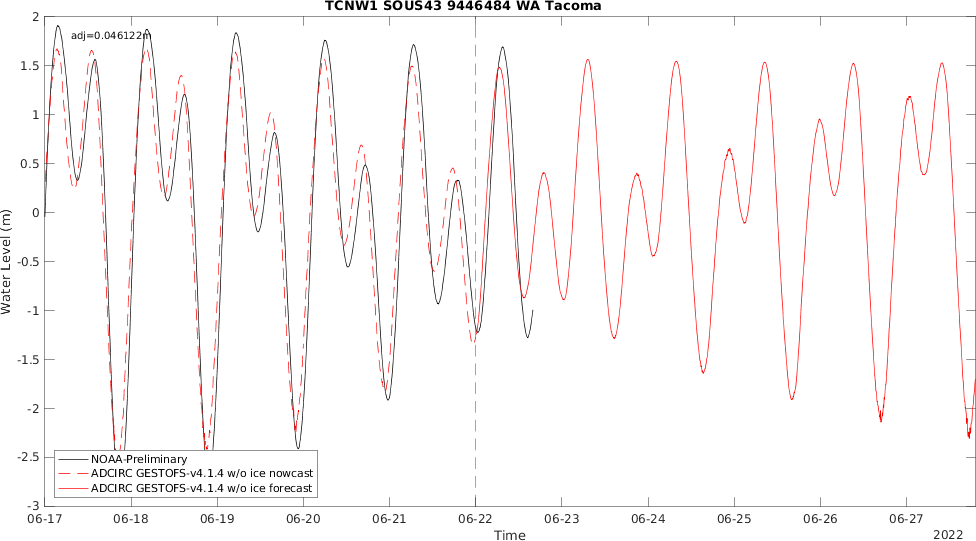 TCNW1 SOUS43 9446484 WA Tacoma
adj=0.046122m
2
1.5
1
0.5
0
-0.5
-1
-1.5
-2
-2.5
-3
Water Level (m)
NOAA-Preliminary
ADCIRC GESTOFS-v4.1.4 w/o ice nowcast
ADCIRC GESTOFS-v4.1.4 w/o ice forecast
06-17 06-18 06-19 06-20 06-21 06-22 06-23 06-24 06-25 06-26 06-27
Time
2022